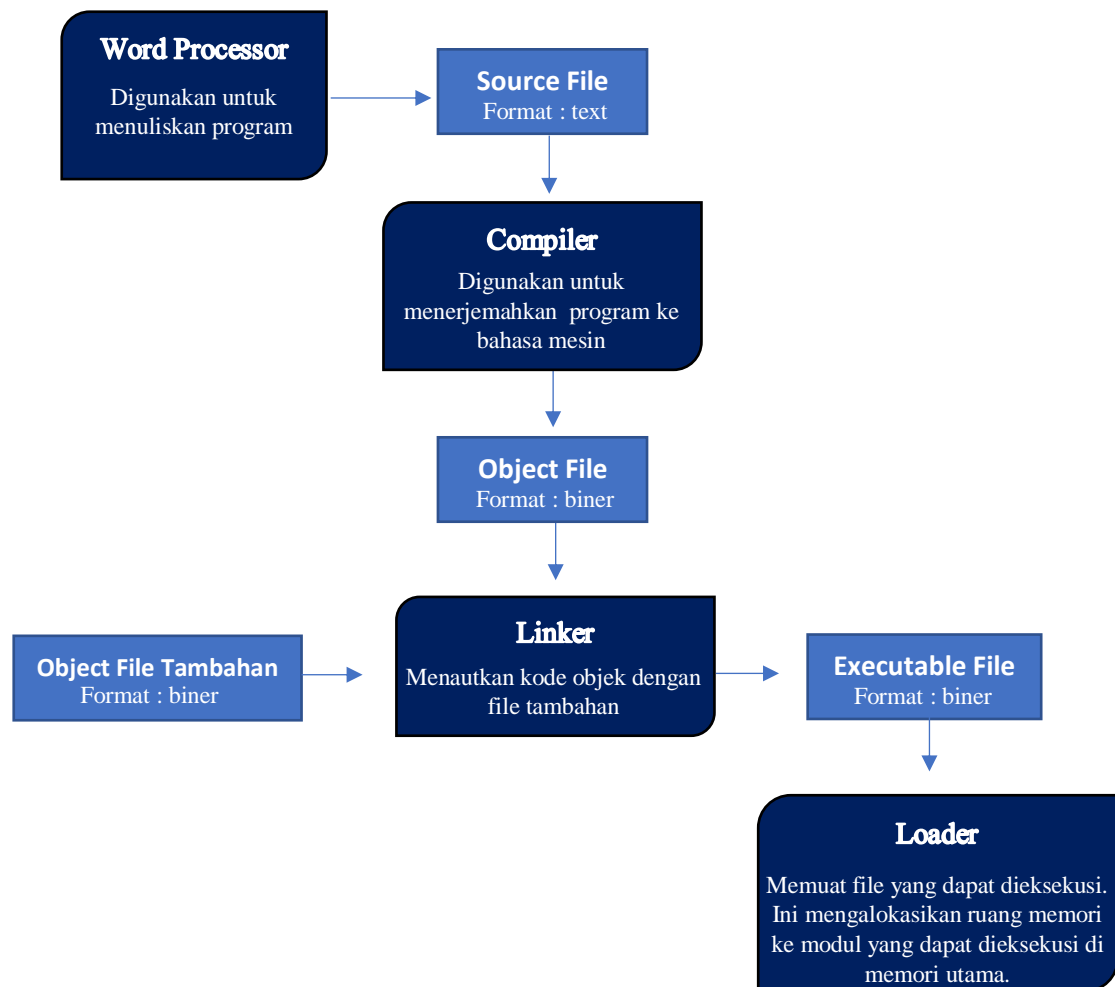 Word Processor
Digunakan untuk
menuliskan program
Source File
Format : text
Compiler
Digunakan untuk
menerjemahkan  program ke
bahasa mesin
Object File
Format : biner
Object File Tambahan
Format : biner
Linker
Menautkan kode objek dengan
file tambahan
Executable File
Format : biner
Loader
Memuat file yang dapat dieksekusi.
Ini mengalokasikan ruang memori
ke modul yang dapat dieksekusi di
memori utama.